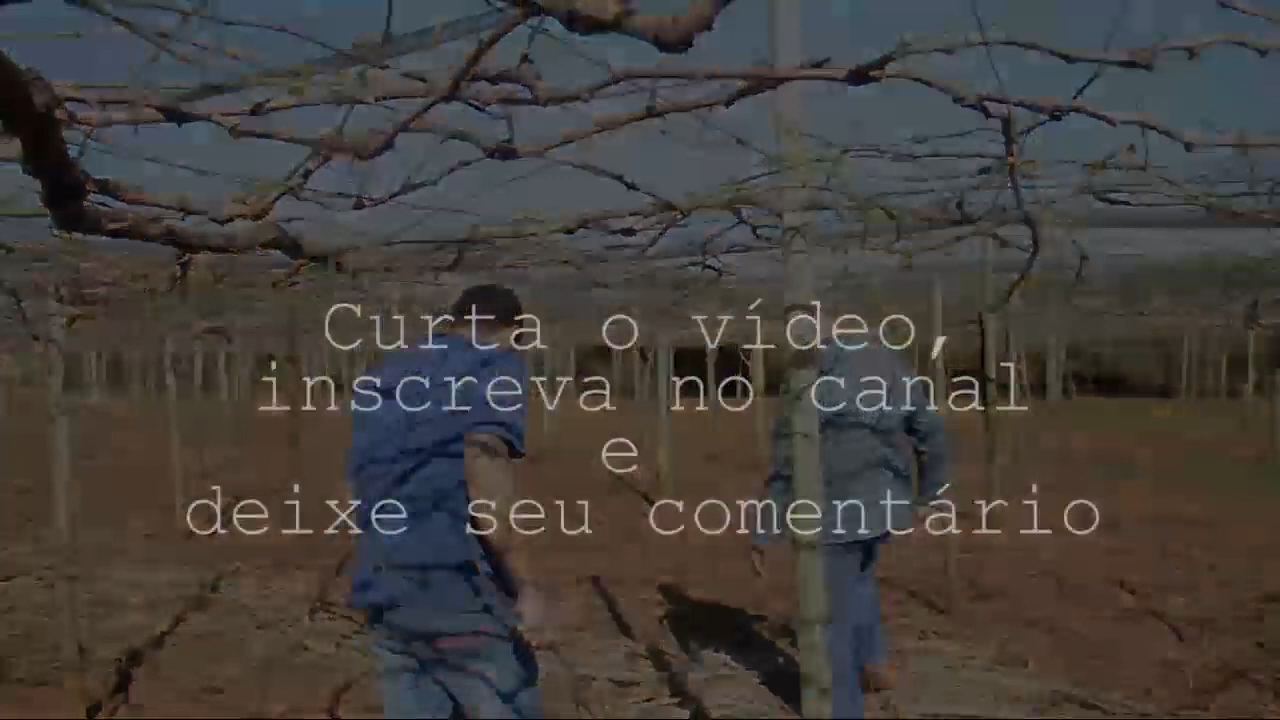 Curta o vídeo,
inscreva no canal
e
deixe seu comentário